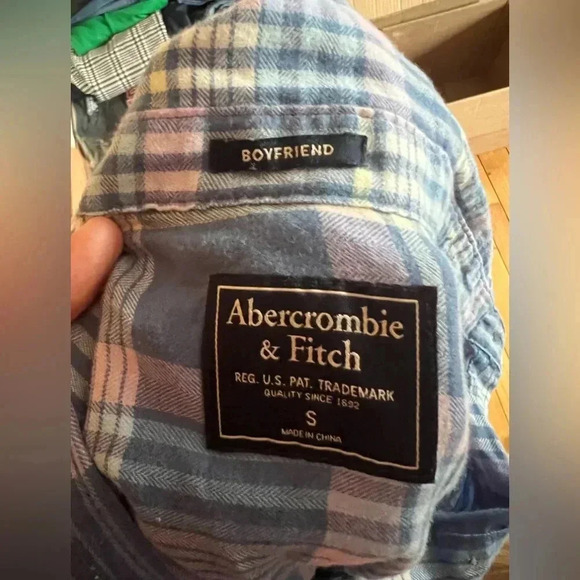 BOYFRIEND
Abercrombie
& Fitch
REG. U.S. PAT. TRADEMARK
QUALITY SINCE 1892
S
MADE IN CHINA